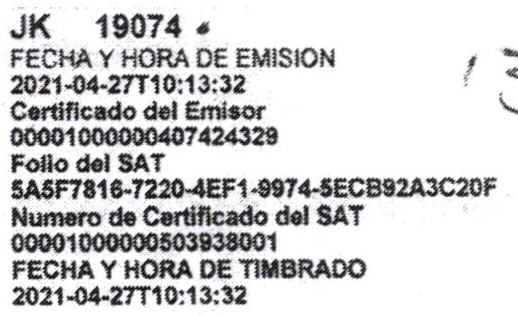 JK 19074
FECHA Y HORA DE EMISION
2021-04-27T10:13:32
Certificado del Emisor
00001000000407424329
Folio del SAT
5A5F7816-7220-4EF1-9974-5ECB92A3C20F
Numero de Certificado del SAT
00001000000503938001
FECHA Y HORA DE TIMBRADO
2021-04-27T10:13:32